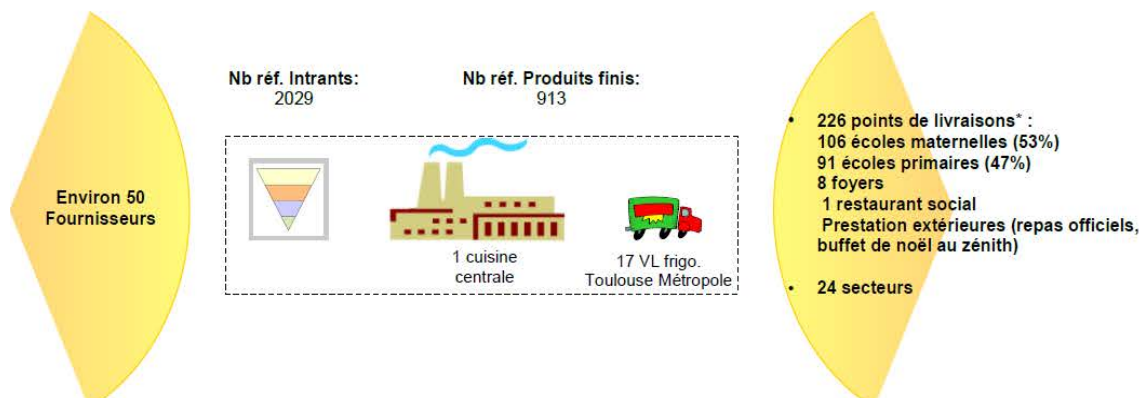 Nb réf. Intrants:
2029
Nb réf. Produits finis:
913
Environ 50
Fournisseurs
1 cuisine
centrale
17 VL frigo.
Toulouse Métropole
• 226 points de livraisons* :
106 écoles maternelles (53%)
91 écoles primaires (47%)
8 foyers
1 restaurant social
Prestation extérieures (repas officiels,
buffet de noël au zénith)
• 24 secteurs